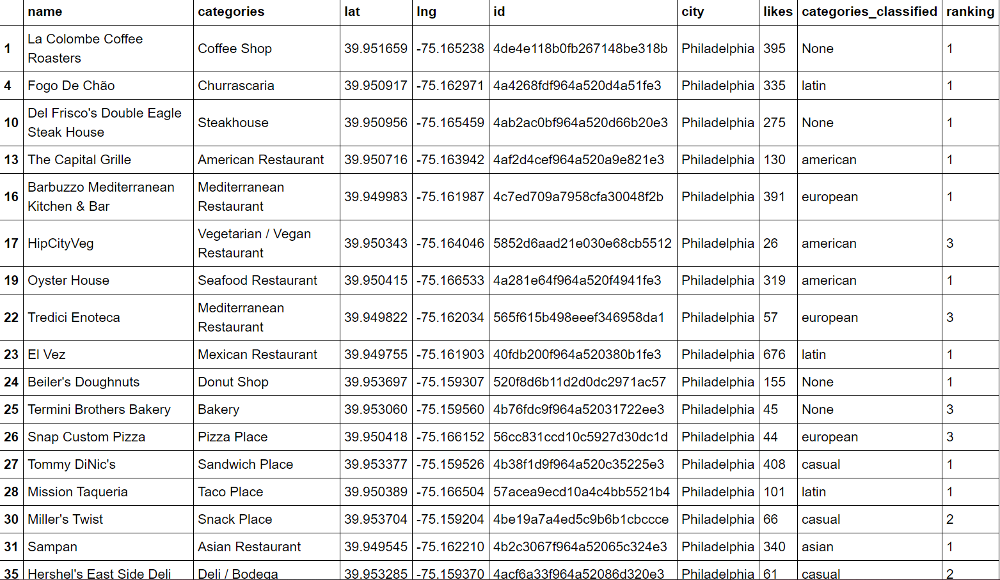 name categories lat lng id city likes categories_classified ranking
1 La Colombe Coffee Roasters Coffee Shop 39.951659 -75.165238 4de4e118b0fb267148be318b Philadelphia 395 None 1
4 Fogo De Chão Churrascaria 39.950917 -75.162971 4a4268fdf964a520d4a51fe3 Philadelphia 335 latin 1
10 Del Frisco's Double Eagle Steak House Steakhouse 39.950956 -75.165459 4ab2ac0bf964a520d66b20e3 Philadelphia 275 None 1
13 The Capital Grille American Restaurant 39.950716 -75.163942 4af2d4cef964a520a9e821e3 Philadelphia 130 american 1
16 Barbuzzo Mediterranean Kitchen & Bar Mediterranean Restaurant 39.949983 -75.161987 4c7ed709a7958cfa30048f2b Philadelphia 391 european 1
17 HipCityVeg Vegetarian / Vegan Restaurant 39.950343 -75.164046 5852d6aad21e030e68cb5512 Philadelphia 26 american 3
19 Oyster House Seafood Restaurant 39.950415 -75.166533 4a281e64f964a520f4941fe3 Philadelphia 319 american 1
22 Tredici Enoteca Mediterranean Restaurant 39.949822 -75.162034 565f615b498eeef346958da1 Philadelphia 57 european 3
23 El Vez Mexican Restaurant 39.949755 -75.161903 40fdb200f964a520380b1fe3 Philadelphia 676 latin 1
24 Beiler's Doughnuts Donut Shop 39.953697 -75.159307 520f8d6b11d2d0dc2971ac57 Philadelphia 155 None 1
25 Termini Brothers Bakery Bakery 39.953060 -75.159560 4b76fdc9f964a52031722ee3 Philadelphia 45 None 3
26 Snap Custom Pizza Pizza Place 39.950418 -75.166152 56cc831ccd10c5927d30dc1d Philadelphia 44 european 3
27 Tommy DiNic's Sandwich Place 39.953377 -75.159526 4b38f1d9f964a520c35225e3 Philadelphia 408 casual 1
28 Mission Taqueria Taco Place 39.950389 -75.166504 57acea9ecd10a4c4bb5521b4 Philadelphia 101 latin 1
30 Miller's Twist Snack Place 39.953704 -75.159204 4be19a7a4ed5c9b6b1cbccce Philadelphia 66 casual 2
31 Sampan Asian Restaurant 39.949545 -75.162210 4b2c3067f964a52065c324e3 Philadelphia 340 asian 1
35 Hershel's East Side Deli Deli / Bodega 39.953285 -75.159370 4acf6a33f964a52086d320e3 Philadelphia 61 casual 2